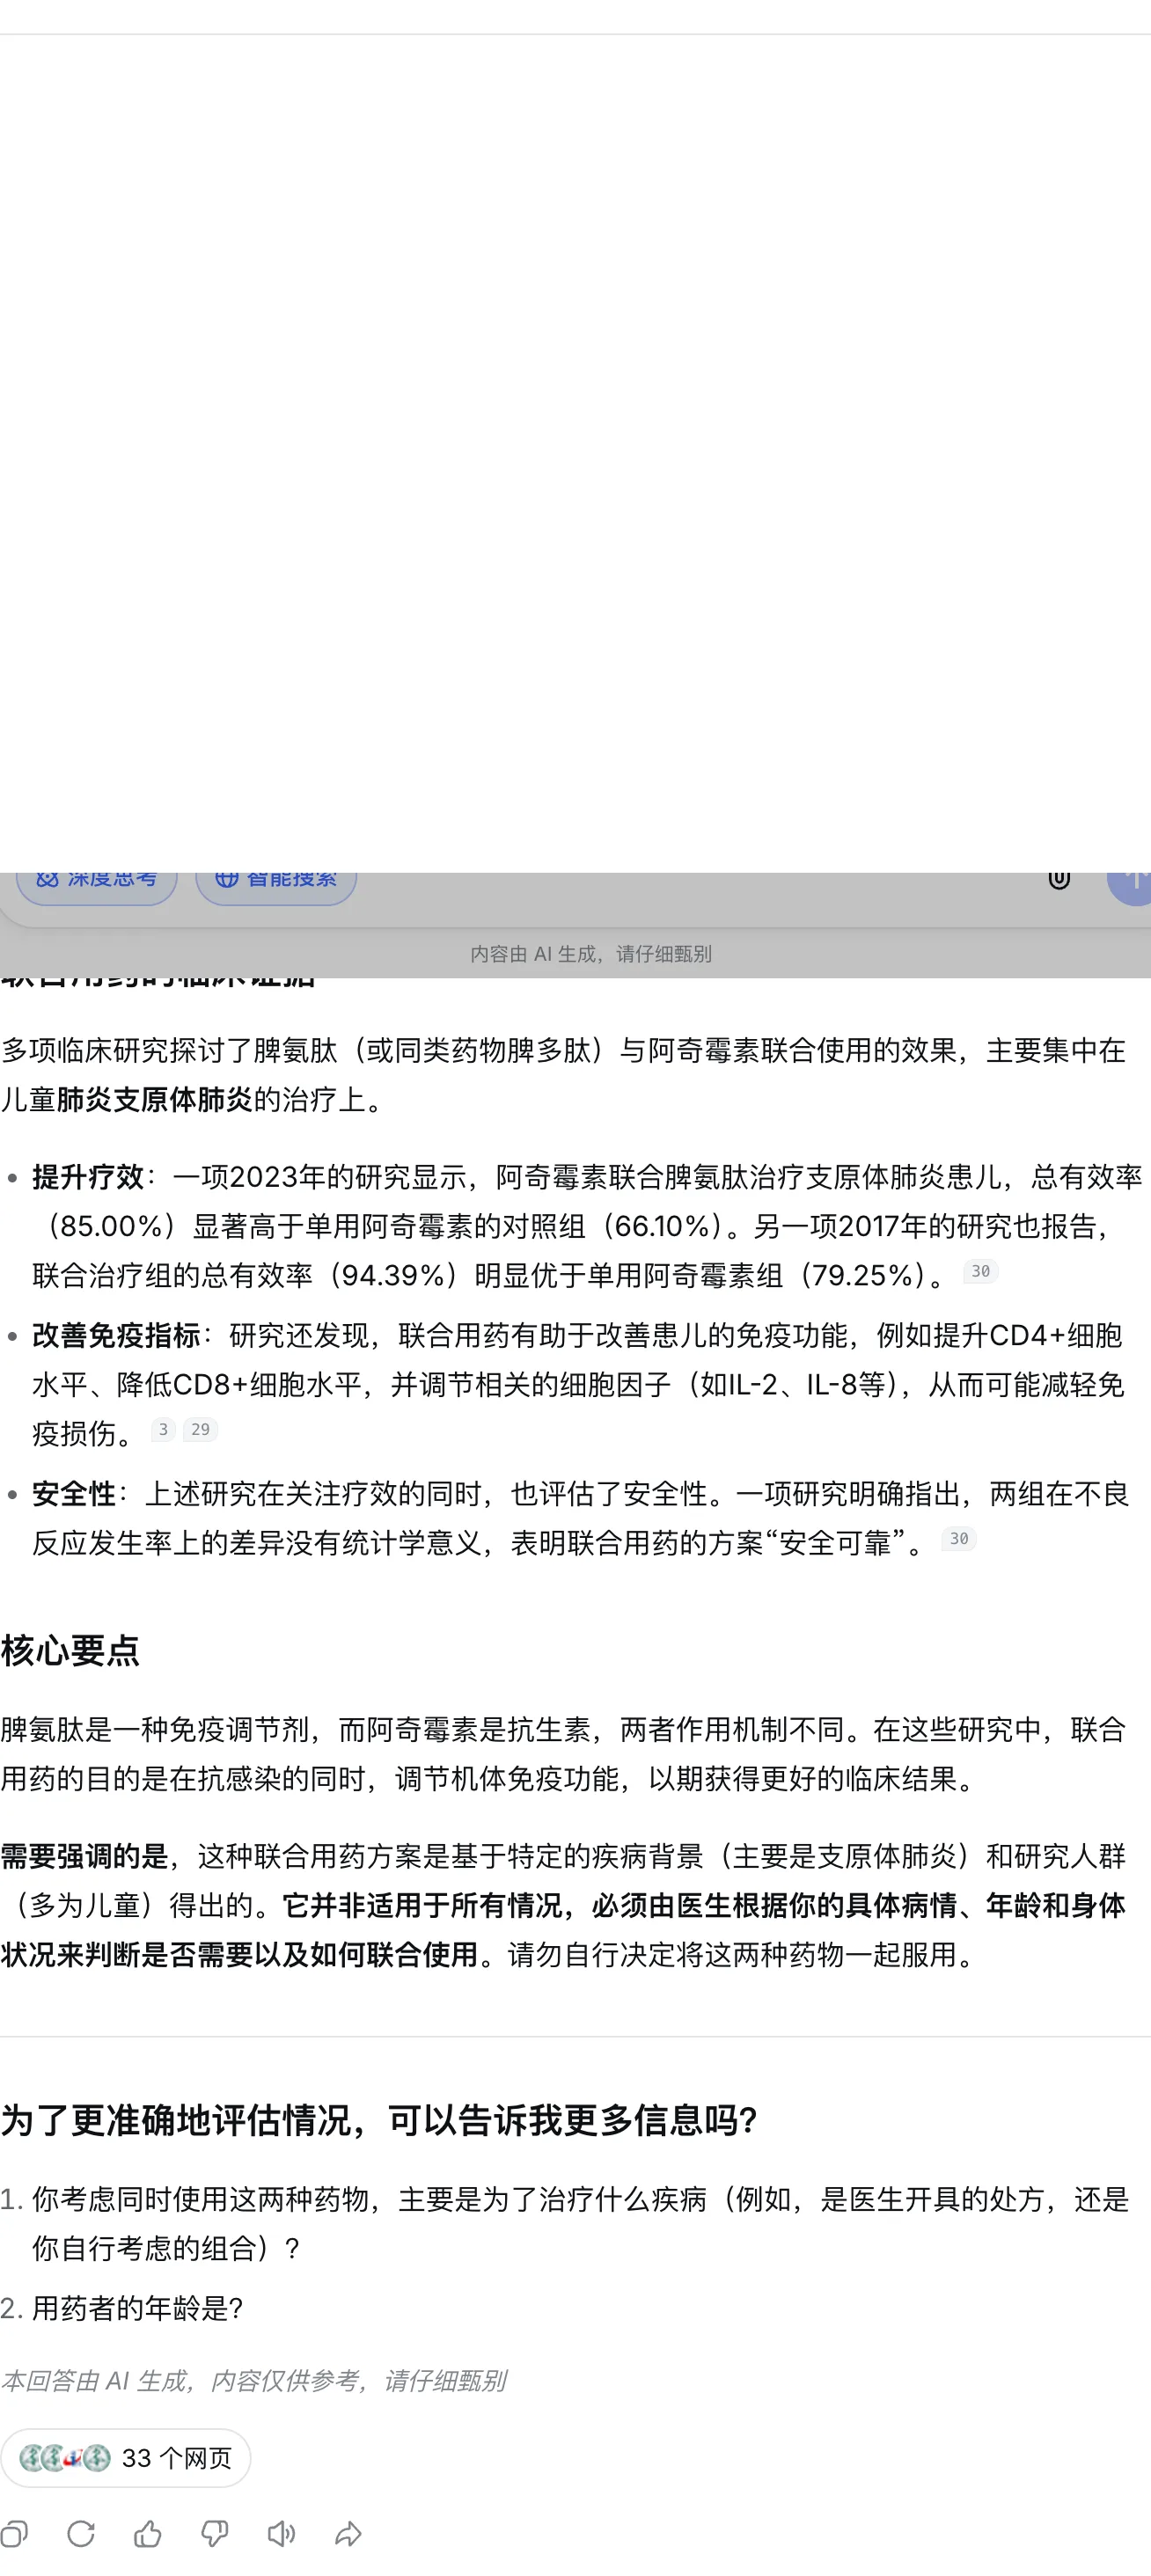 深度思考 智能搜索
内容由 AI 生成，请仔细甄别
联合用药的临床证据
多项临床研究探讨了脾氨肽（或同类药物脾多肽）与阿奇霉素联合使用的效果，主要集中在
儿童肺炎支原体肺炎的治疗上。
提升疗效：一项2023年的研究显示，阿奇霉素联合脾氨肽治疗支原体肺炎患儿，总有效率
（85.00%）显著高于单用阿奇霉素的对照组（66.10%）。另一项2017年的研究也报告，
联合治疗组的总有效率（94.39%）明显优于单用阿奇霉素组（79.25%）。 30
改善免疫指标：研究还发现，联合用药有助于改善患儿的免疫功能，例如提升CD4+细胞
水平、降低CD8+细胞水平，并调节相关的细胞因子（如IL-2、IL-8等），从而可能减轻免
疫损伤。 3 29
安全性：上述研究在关注疗效的同时，也评估了安全性。一项研究明确指出，两组在不良
反应发生率上的差异没有统计学意义，表明联合用药的方案“安全可靠”。 30
核心要点
脾氨肽是一种免疫调节剂，而阿奇霉素是抗生素，两者作用机制不同。在这些研究中，联合
用药的目的是在抗感染的同时，调节机体免疫功能，以期获得更好的临床结果。
需要强调的是，这种联合用药方案是基于特定的疾病背景（主要是支原体肺炎）和研究人群
（多为儿童）得出的。它并非适用于所有情况，必须由医生根据你的具体病情、年龄和身体
状况来判断是否需要以及如何联合使用。请勿自行决定将这两种药物一起服用。
为了更准确地评估情况，可以告诉我更多信息吗?
1. 你考虑同时使用这两种药物，主要是为了治疗什么疾病（例如，是医生开具的处方，还是
你自行考虑的组合）?
2. 用药者的年龄是?
本回答由 AI 生成，内容仅供参考，请仔细甄别
33 个网页